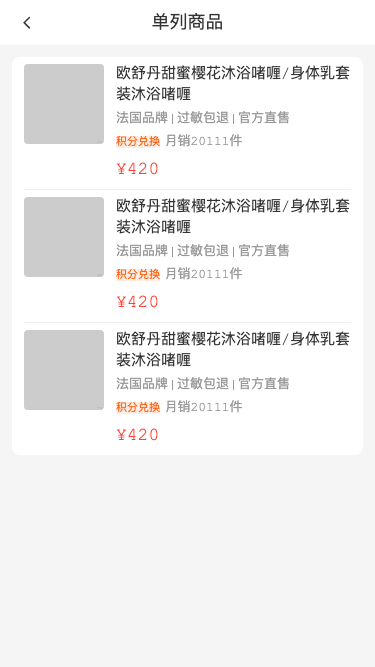 单列商品
欧舒丹甜蜜樱花沐浴啫喱/身体乳套
装沐浴啫喱
法国品牌|过敏包退|官方直售
积分兑换 月销20111件
¥420
欧舒丹甜蜜樱花沐浴啫喱/身体乳套
装沐浴啫喱
法国品牌|过敏包退|官方直售
积分兑换 月销20111件
¥420
欧舒丹甜蜜樱花沐浴啫喱/身体乳套
装沐浴啫喱
法国品牌|过敏包退|官方直售
积分兑换 月销20111件
¥420